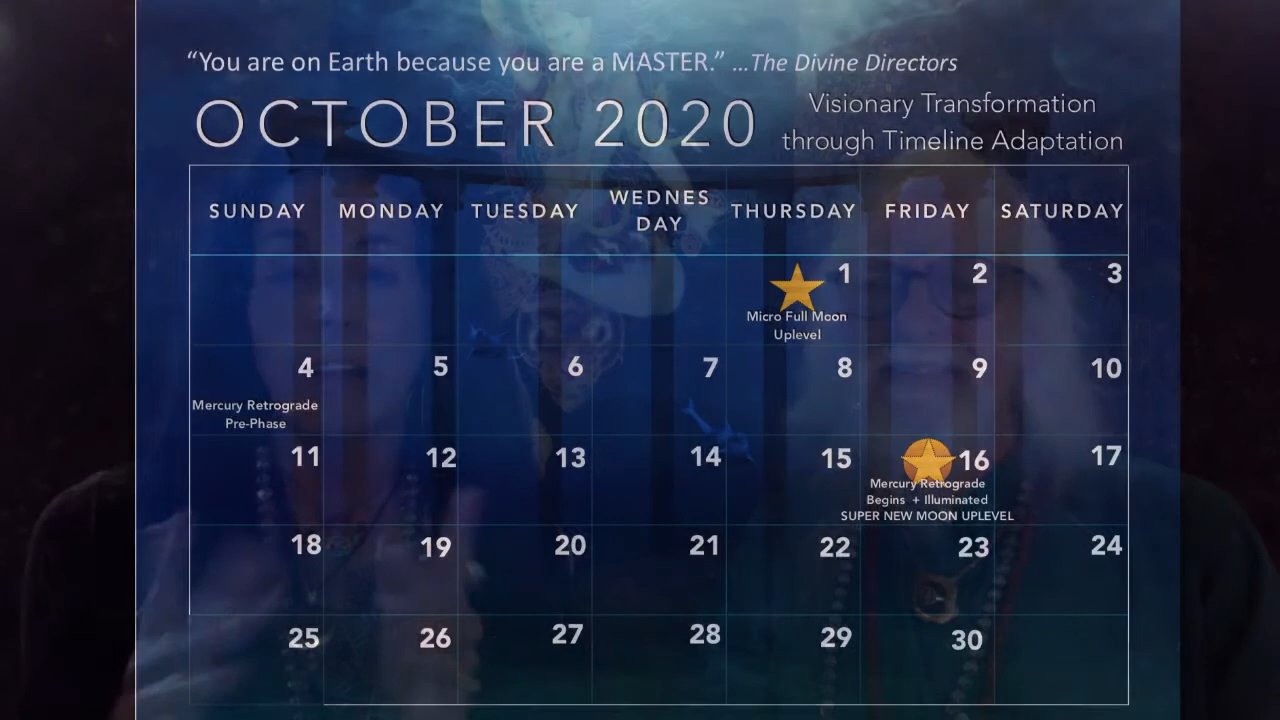 “You are on Earth because you are a MASTER.” ...The Divine Directors
OCTOBER 2020
Visionary Transformation
through Timeline Adaptation
SUNDAY MONDAY TUESDAY WEDNES DAY THURSDAY FRIDAY SATURDAY
1 2 3
Micro Full Moon
Uplevel
4 5 6 7 8 9 10
Mercury Retrograde
Pre-Phase
11 12 13 14 15 16 17
Mercury Retrograde
Begins + Illuminated
SUPER NEW MOON UPLEVEL
18 19 20 21 22 23 24
25 26 27 28 29 30